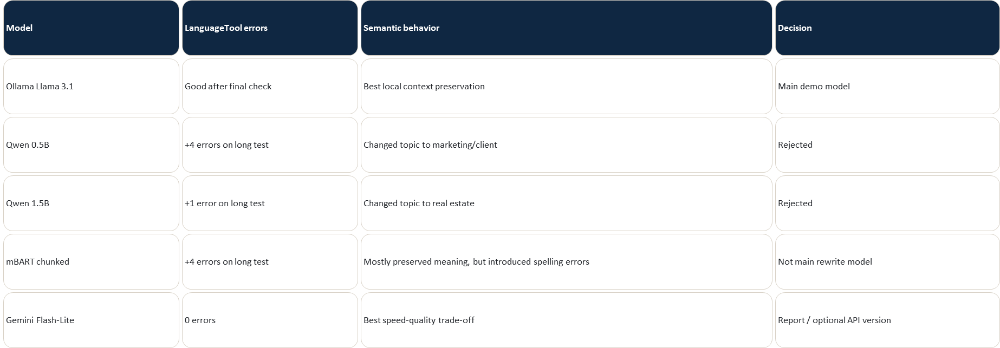 Model LanguageTool errors Semantic behavior Decision
Ollama Llama 3.1 Good after final check Best local context preservation Main demo model
Qwen 0.5B +4 errors on long test Changed topic to marketing/client Rejected
Qwen 1.5B +1 error on long test Changed topic to real estate Rejected
mBART chunked +4 errors on long test Mostly preserved meaning, but introduced spelling errors Not main rewrite model
Gemini Flash-Lite 0 errors Best speed-quality trade-off Report / optional API version